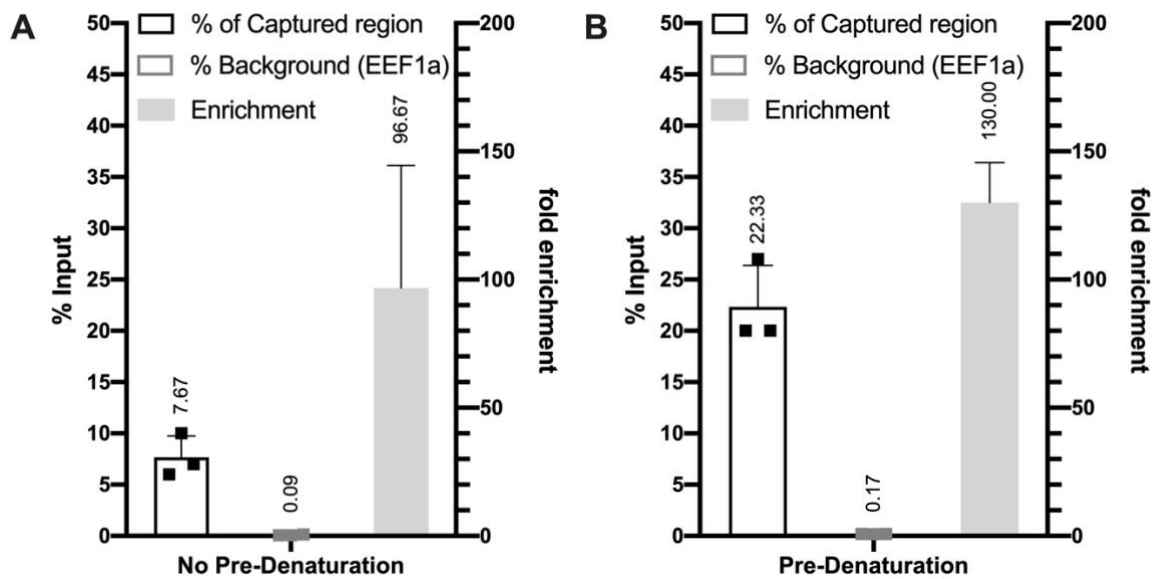 A
50
45
40
35
30
25
20
15
10
5
0
% Input
% of Captured region
% Background (EEF1a)
Enrichment
7.67
0.09
96.67
200
150
100
50
0
fold enrichment
No Pre-Denaturation
B
50
45
40
35
30
25
20
15
10
5
0
% Input
% of Captured region
% Background (EEF1a)
Enrichment
22.33
0.17
130.00
200
150
100
50
0
fold enrichment
Pre-Denaturation